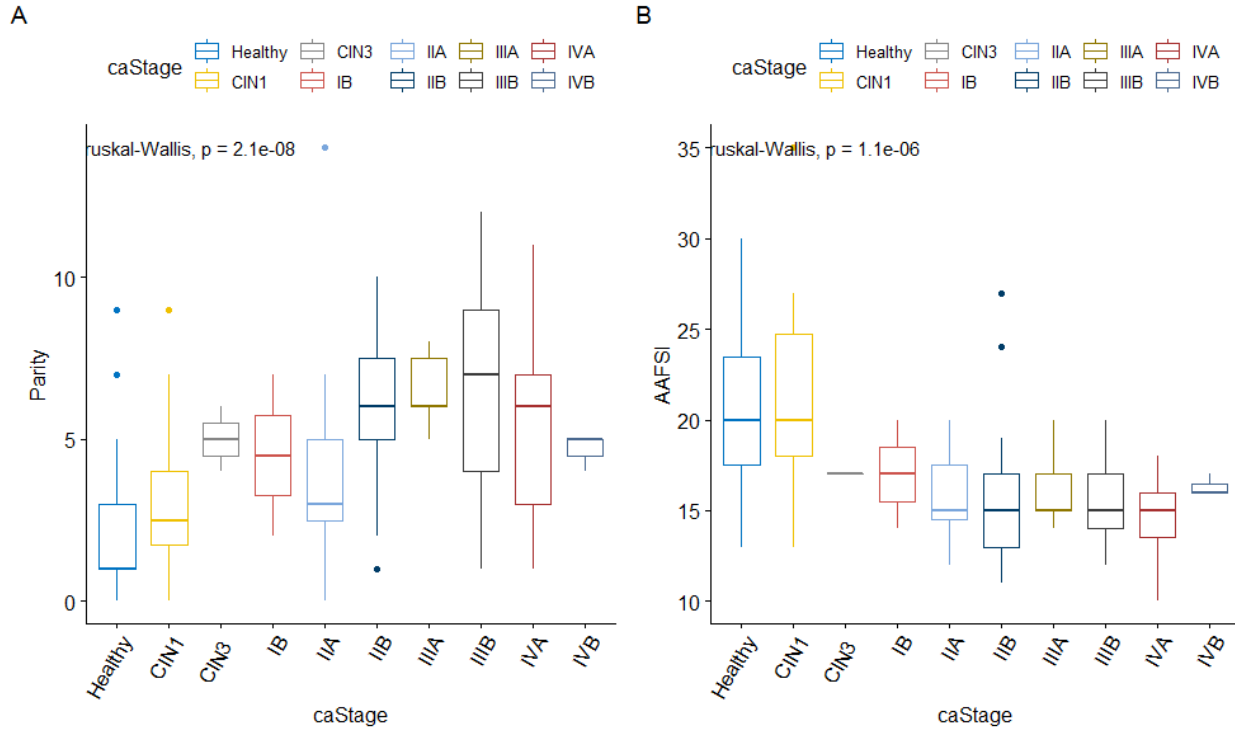 A
caStage
Healthy CIN3 IIA IIIA IVA
CIN1 IB IIB IIIB IVB
ruskal-Wallis, p = 2.1e-08
Parity
10
5
0
Healthy CIN1 CIN3 IB IIA IIB IIIA IIIB IVA IVB
caStage
B
caStage
Healthy CIN3 IIA IIIA IVA
CIN1 IB IIB IIIB IVB
ruskal-Wallis, p = 1.1e-06
AAFSI
35
30
25
20
15
10
Healthy CIN1 CIN3 IB IIA IIB IIIA IIIB IVA IVB
caStage